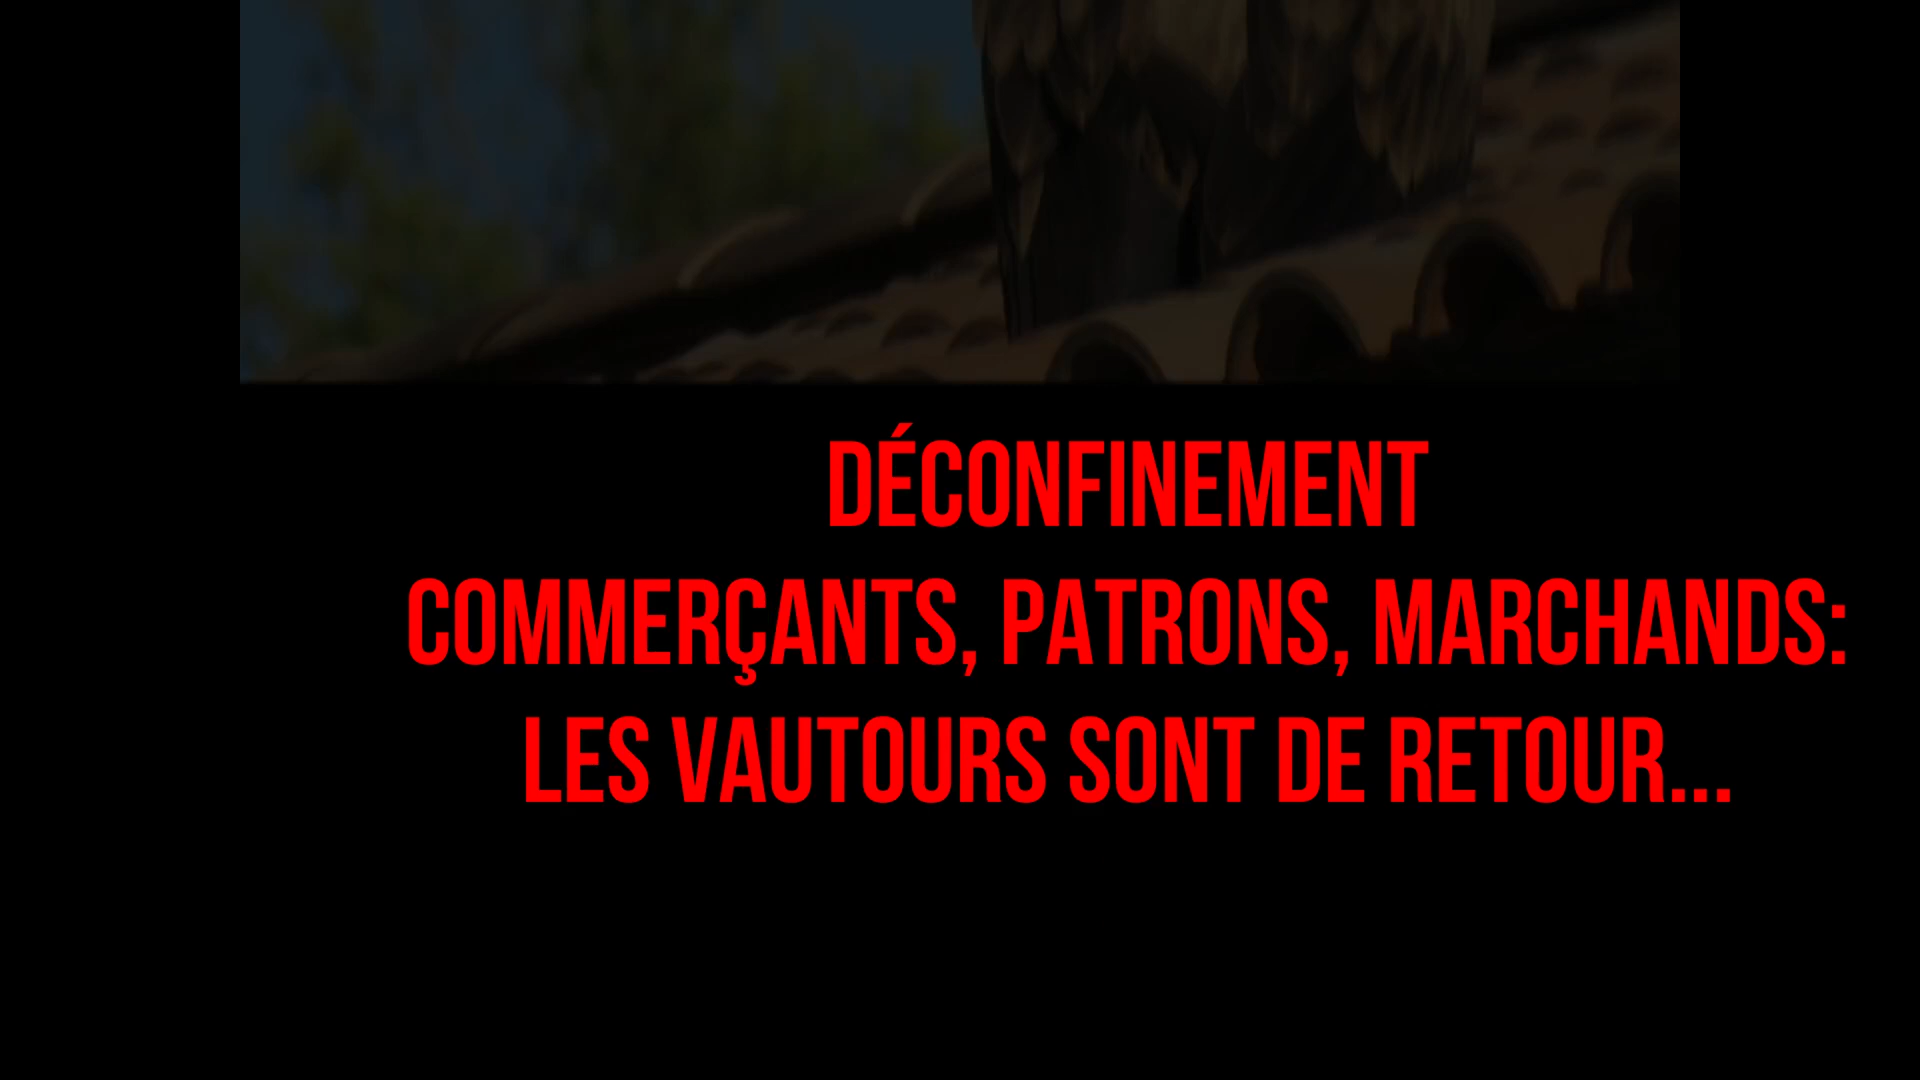 DÉCONFINEMENT
COMMERÇANTS, PATRONS, MARCHANDS:
LES VAUTOURS SONT DE RETOUR...